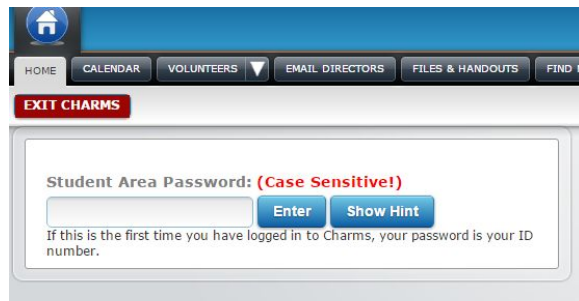 HOME CALENDAR VOLUNTEERS EMAIL DIRECTORS FILES & HANDOUTS FIND
EXIT CHARMS
Student Area Password: (Case Sensitive!)
Enter Show Hint
If this is the first time you have logged in to Charms, your password is your ID
number.